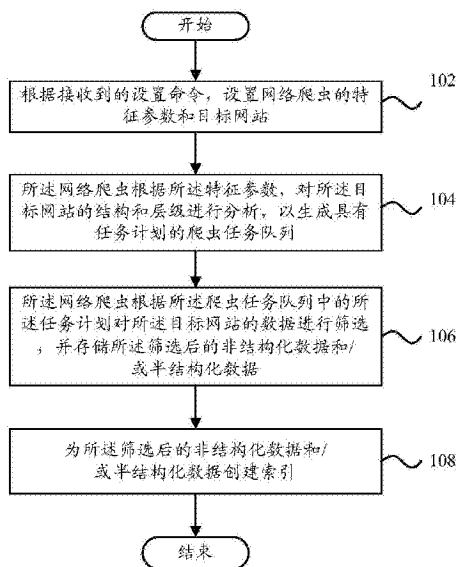 开始
根据接收到的设置命令，设置网络爬虫的特
征参数和目标网站
102
所述网络爬虫根据所述特征参数，对所述目
标网站的结构和层级进行分析，以生成具有
任务计划的爬虫任务队列
104
所述网络爬虫根据所述爬虫任务队列中的所
述任务计划对所述目标网站的数据进行筛选
，并存储所述筛选后的非结构化数据和/
或半结构化数据
106
为所述筛选后的非结构化数据和/
或半结构化数据创建索引
108
结束